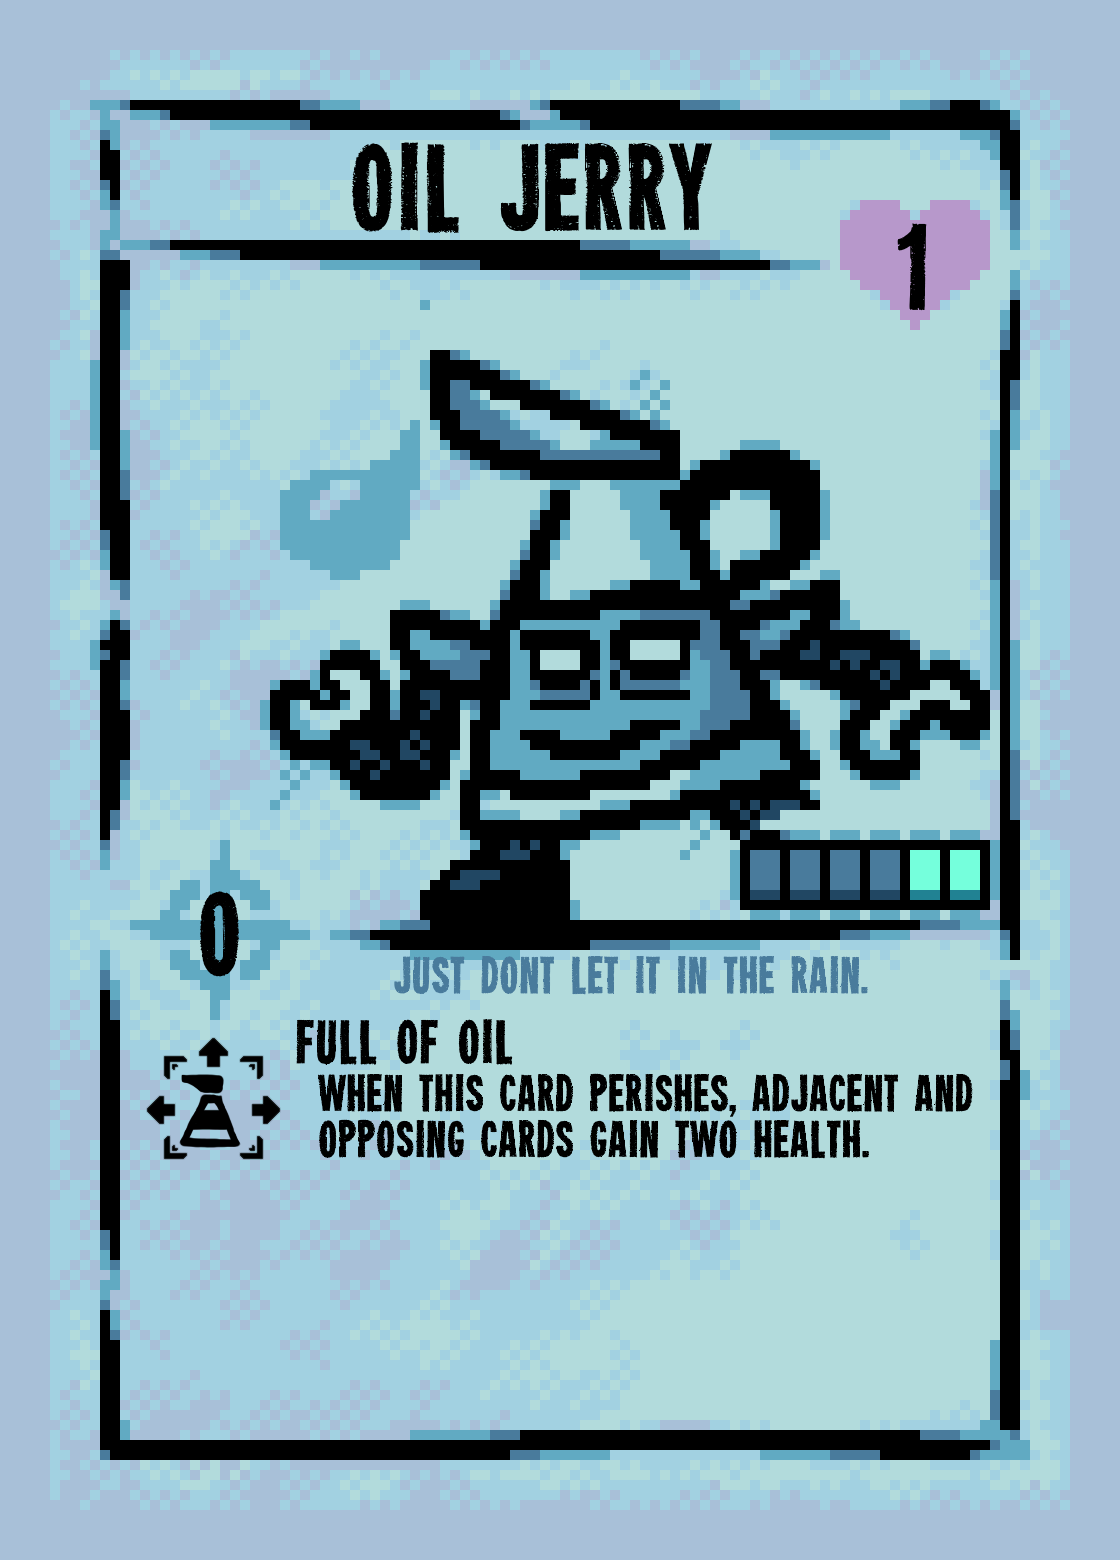 OIL JERRY
1
0
JUST DONT LET IT IN THE RAIN.
FULL OF OIL
WHEN THIS CARD PERISHES, ADJACENT AND
OPPOSING CARDS GAIN TWO HEALTH.